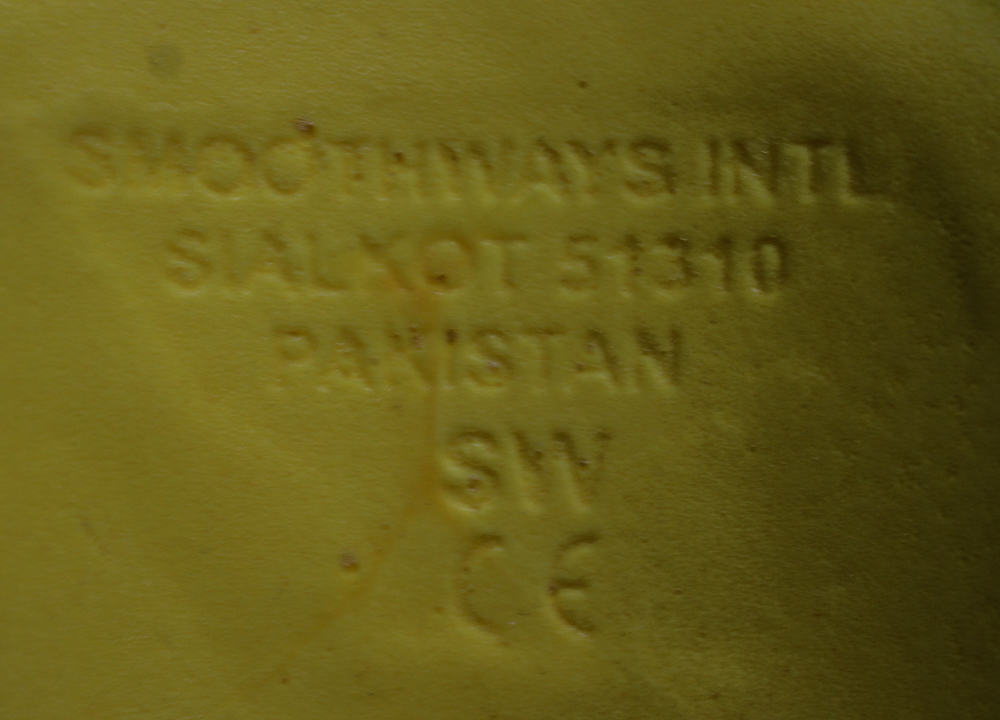 SMOOTHWAYS INTL
SIALKOT 51310
PAKISTAN
SW
CE